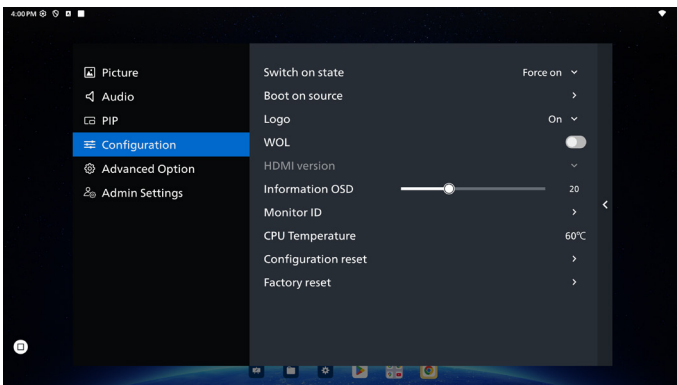 4:00 PM
Picture
Audio
PIP
Configuration
Advanced Option
Admin Settings
Switch on state Force on
Boot on source
Logo On
WOL
HDMI version
Information OSD 20
Monitor ID
CPU Temperature 60℃
Configuration reset
Factory reset